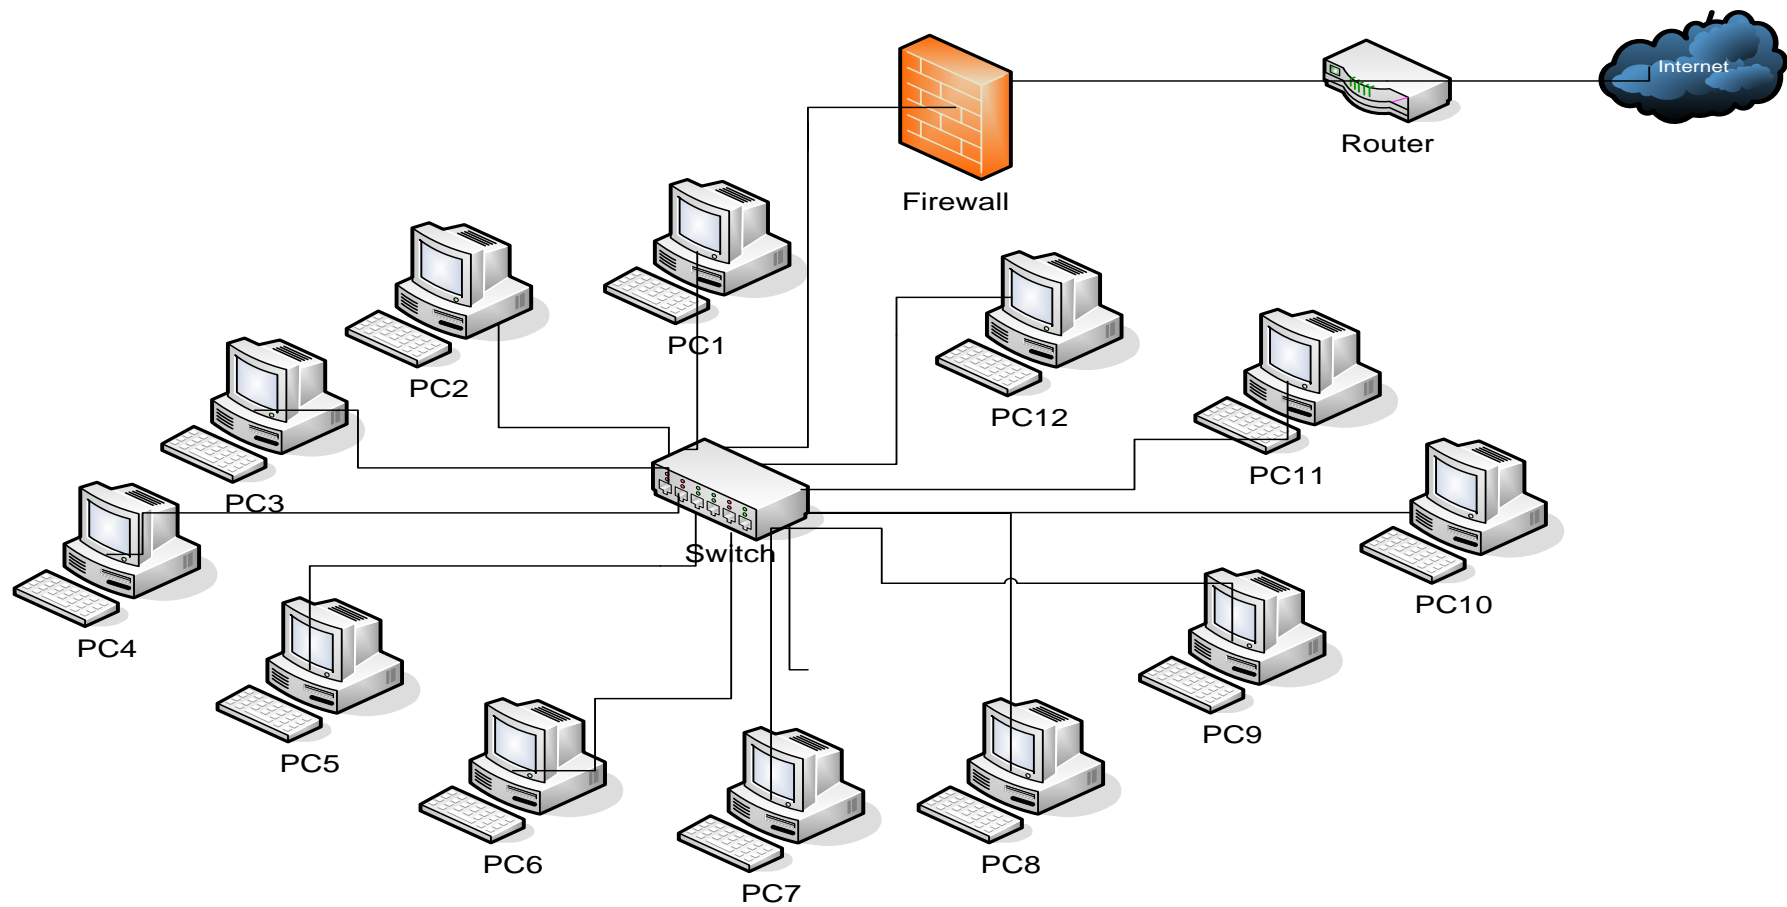 Internet
Router
Firewall
PC1
PC2
PC12
PC11
PC3
Switch
PC10
PC4
PC9
PC5
PC6
PC8
PC7